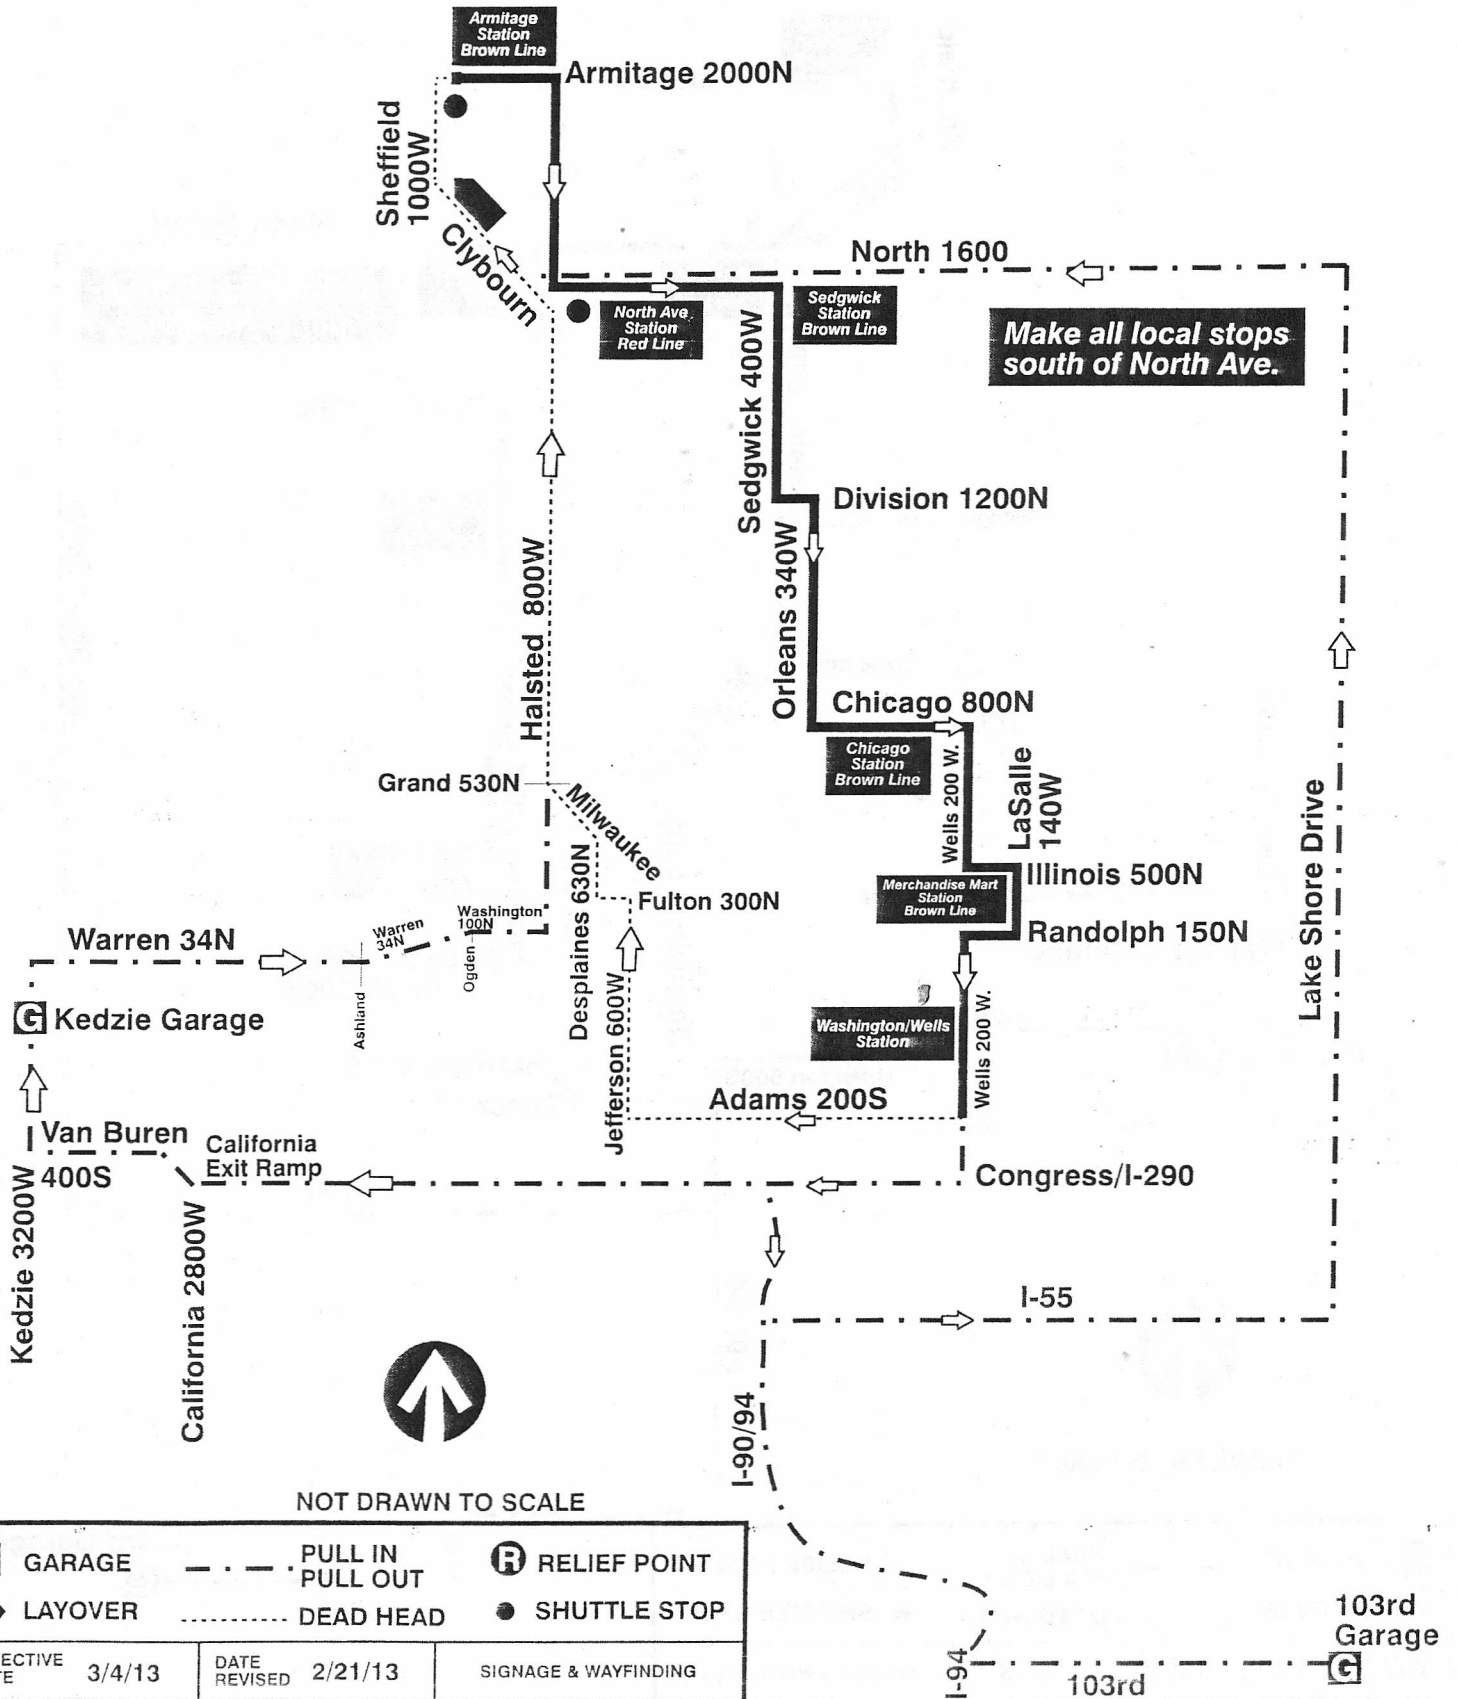 Armitage
Station
Brown Line
Armitage 2000N
Sheffield
1000W
Clybourn
North 1600
North Ave
Station
Red Line
Sedgwick
Station
Brown Line
Make all local stops
south of North Ave.
Sedgwick 400W
Division 1200N
Orleans 340W
Halsted 800W
Chicago 800N
Chicago
Station
Brown Line
Wells 200 W.
LaSalle
140W
Grand 530N
Milwaukee
Desplaines 630N
Illinois 500N
Merchandise Mart
Station
Brown Line
Fulton 300N
Randolph 150N
Lake Shore Drive
Warren 34N
Warren
34N
Washington
100N
Ogden
Ashland
G Kedzie Garage
Jefferson 600W
Washington/Wells
Station
Wells 200 W.
Adams 200S
Van Buren
400S
California
Exit Ramp
Congress/I-290
Kedzie 3200W
California 2800W
I-55
I-90/94
NOT DRAWN TO SCALE
GARAGE
PULL IN
PULL OUT
R RELIEF POINT
LAYOVER
DEAD HEAD
SHUTTLE STOP
ECTIVE
TE
3/4/13
DATE
REVISED
2/21/13
SIGNAGE & WAYFINDING
I-94
103rd
103rd
Garage
G